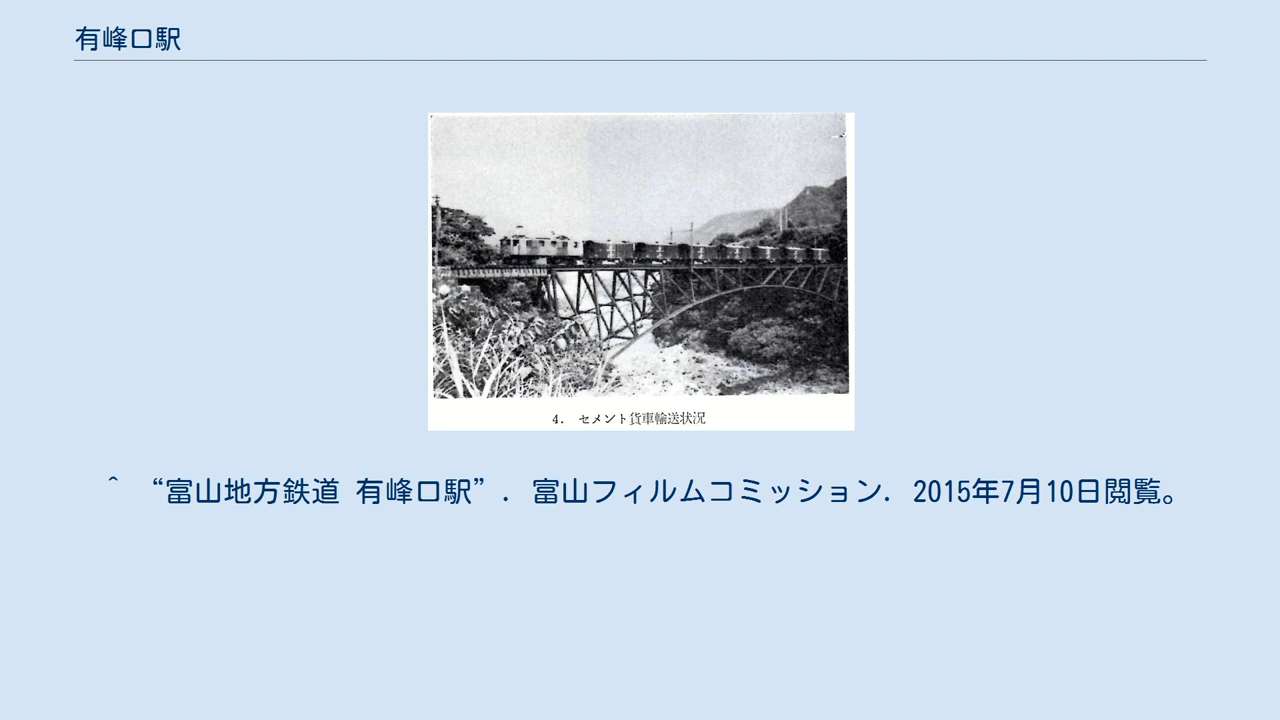 有峰口駅
4. セメント貨車輸送状況
^ “富山地方鉄道 有峰口駅”. 富山フィルムコミッション. 2015年7月10日閲覧。